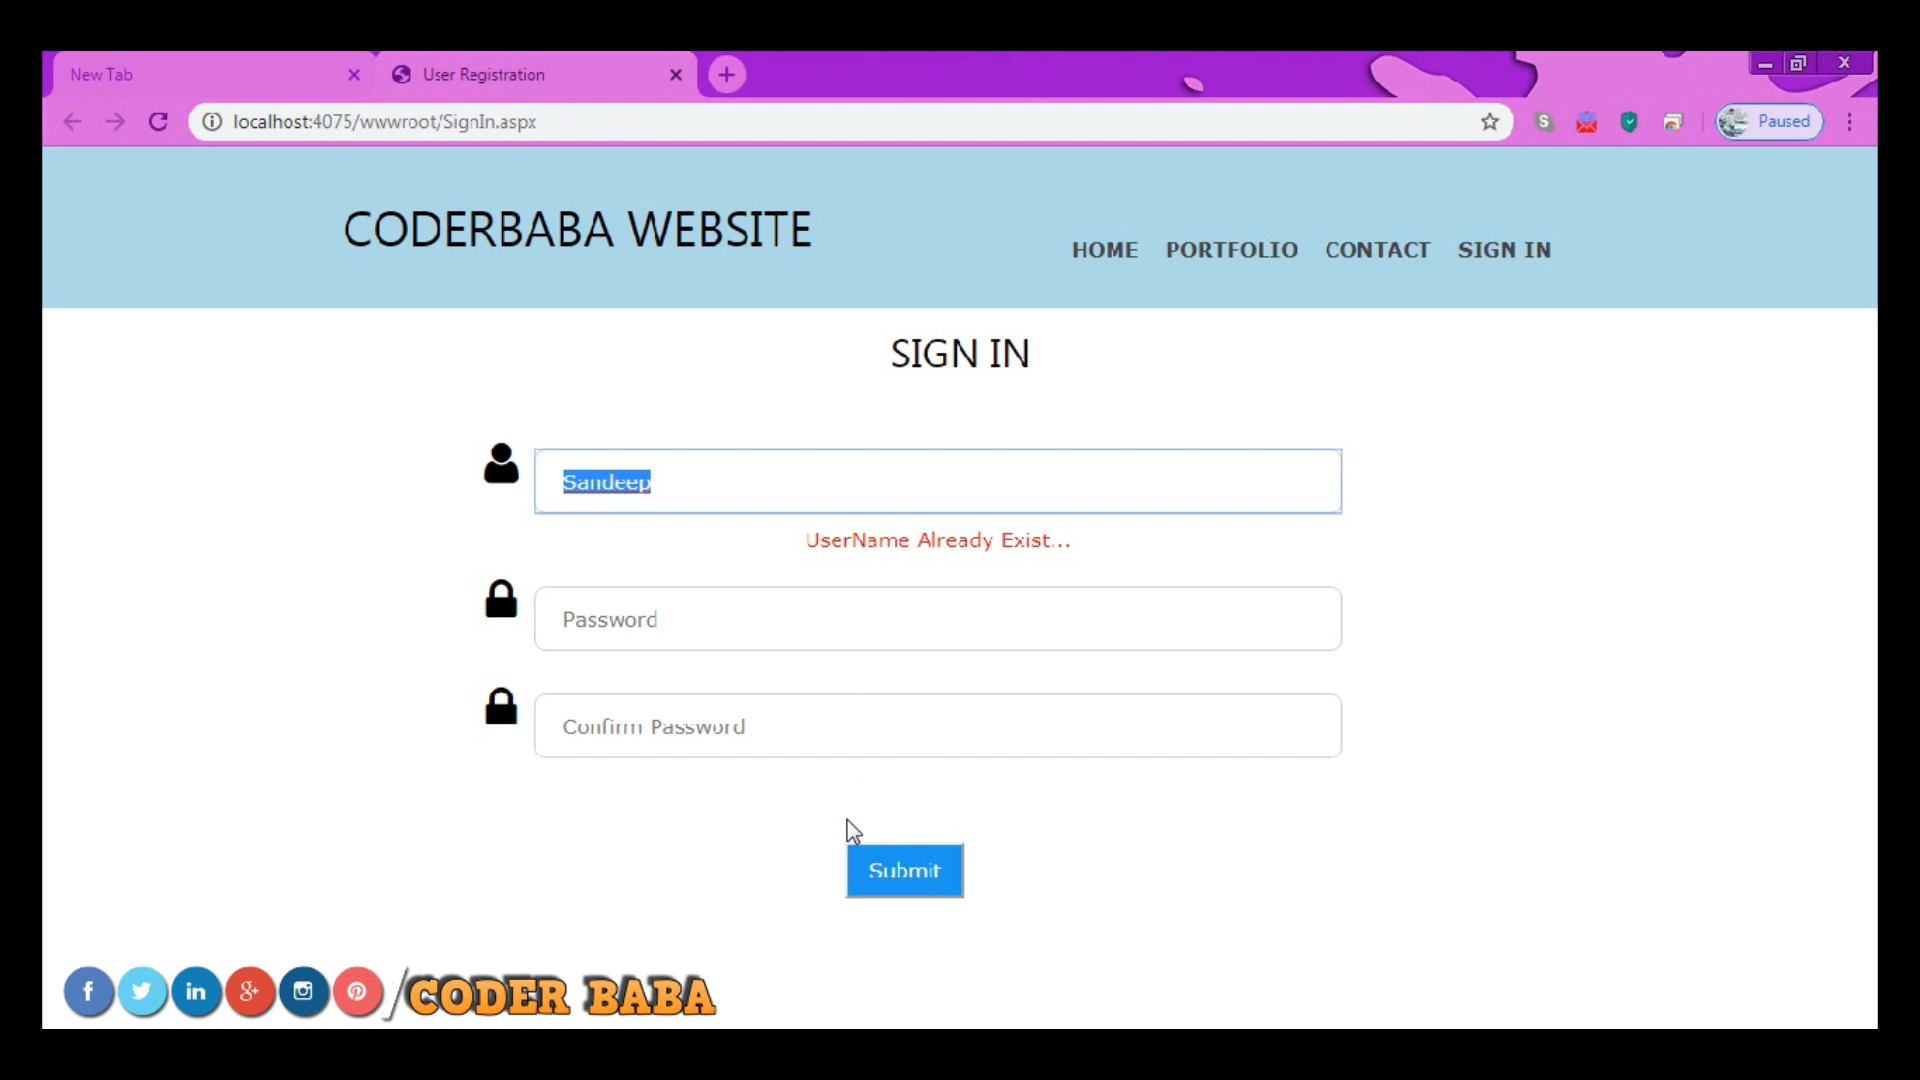 New Tab
User Registration
localhost:4075/wwwroot/SignIn.aspx
Paused
CODERBABA WEBSITE
HOME PORTFOLIO CONTACT SIGN IN
SIGN IN
Sandeep
UserName Already Exist...
Password
Confirm Password
Submit
/CODER BABA